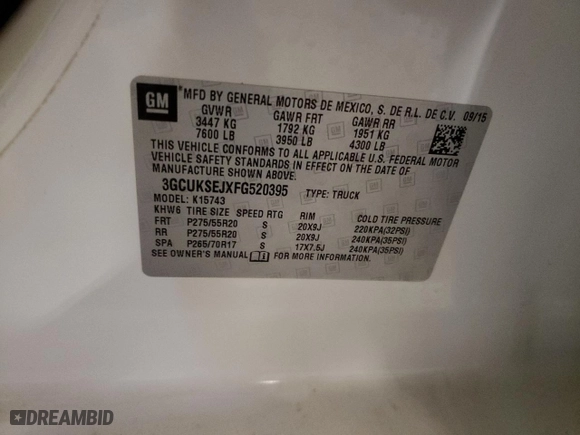 GM *MFD BY GENERAL MOTORS DE MEXICO, S. DE R.L. DE C.V. 09/15
GVWR GAWR FRT GAWR RR
3447 KG 1792 KG 1951 KG
7600 LB 3950 LB 4300 LB
THIS VEHICLE CONFORMS TO ALL APPLICABLE U.S. FEDERAL MOTOR
VEHICLE SAFETY STANDARDS IN EFFECT ON THE DATE OF
MANUFACTURE SHOWN ABOVE.
3GCUKSEJXFG520395 TYPE: TRUCK
MODEL: K15743
KHW6 TIRE SIZE SPEED RTG RIM COLD TIRE PRESSURE
FRT P275/55R20 S 20X9J 220KPA(32PSI)
RR P275/55R20 S 20X9J 240KPA(35PSI)
SPA P265/70R17 S 17X7.5J 240KPA(35PSI)
SEE OWNER'S MANUAL FOR MORE INFORMATION.
DREAMBID